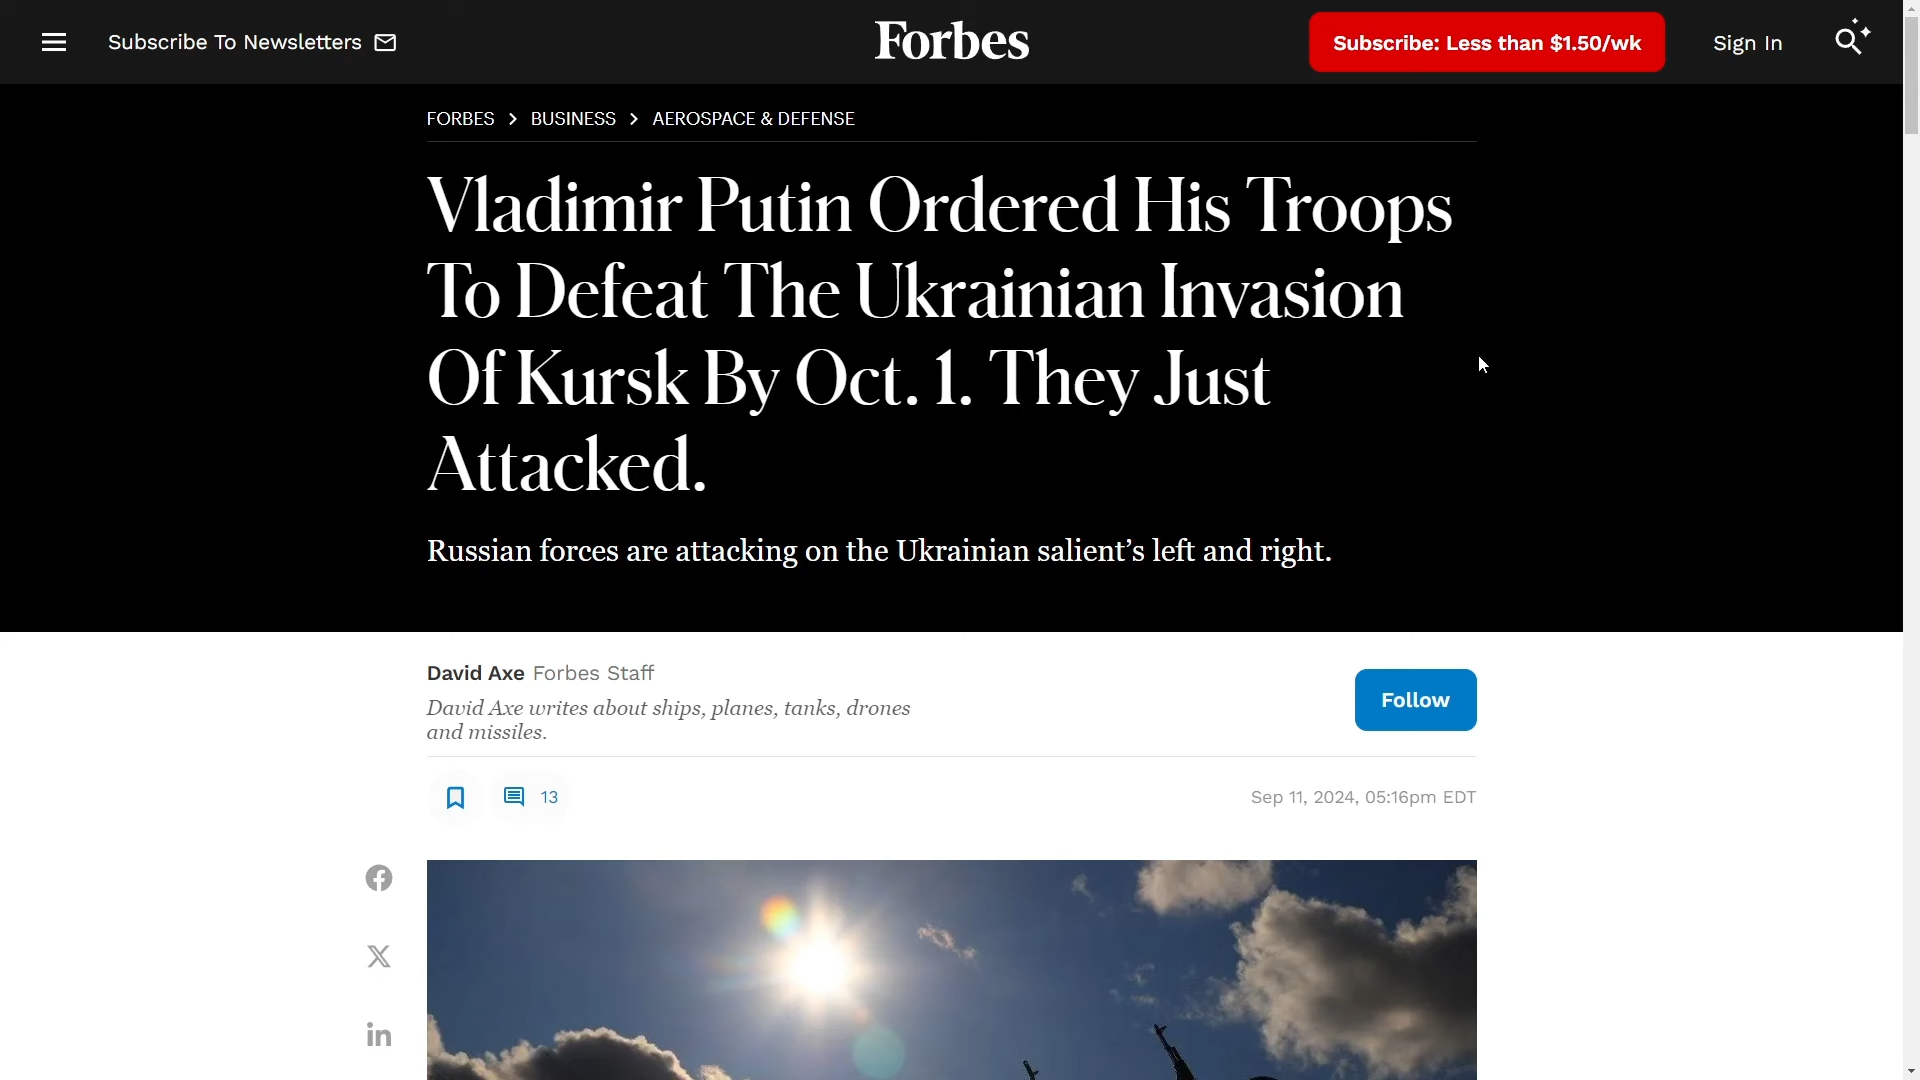 Subscribe To Newsletters
Forbes
Subscribe: Less than $1.50/wk
Sign In
FORBES > BUSINESS > AEROSPACE & DEFENSE
Vladimir Putin Ordered His Troops
To Defeat The Ukrainian Invasion
Of Kursk By Oct. 1. They Just
Attacked.
Russian forces are attacking on the Ukrainian salient’s left and right.
David Axe Forbes Staff
David Axe writes about ships, planes, tanks, drones
and missiles.
Follow
13
Sep 11, 2024, 05:16pm EDT